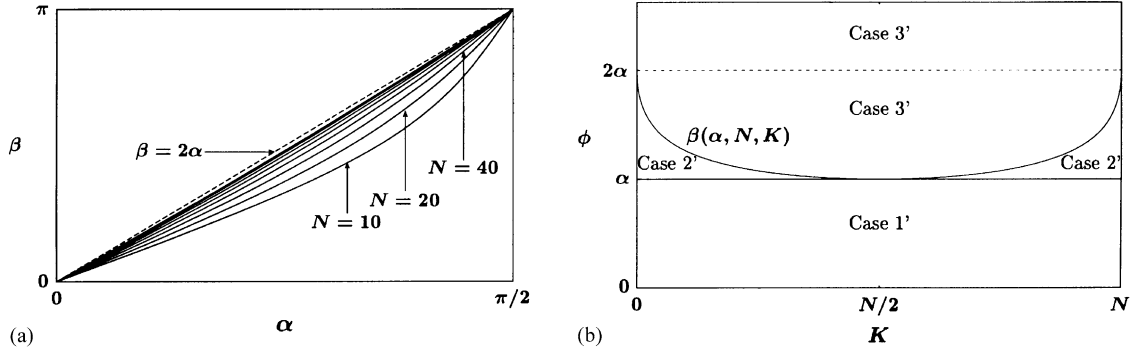 π
β
β = 2α
N = 40
N = 20
N = 10
0
0
π/2
α
(a)
Case 3'
2α
Case 3'
ϕ
β(α, N, K)
Case 2'
Case 2'
α
Case 1'
0
0
N/2
N
K
(b)